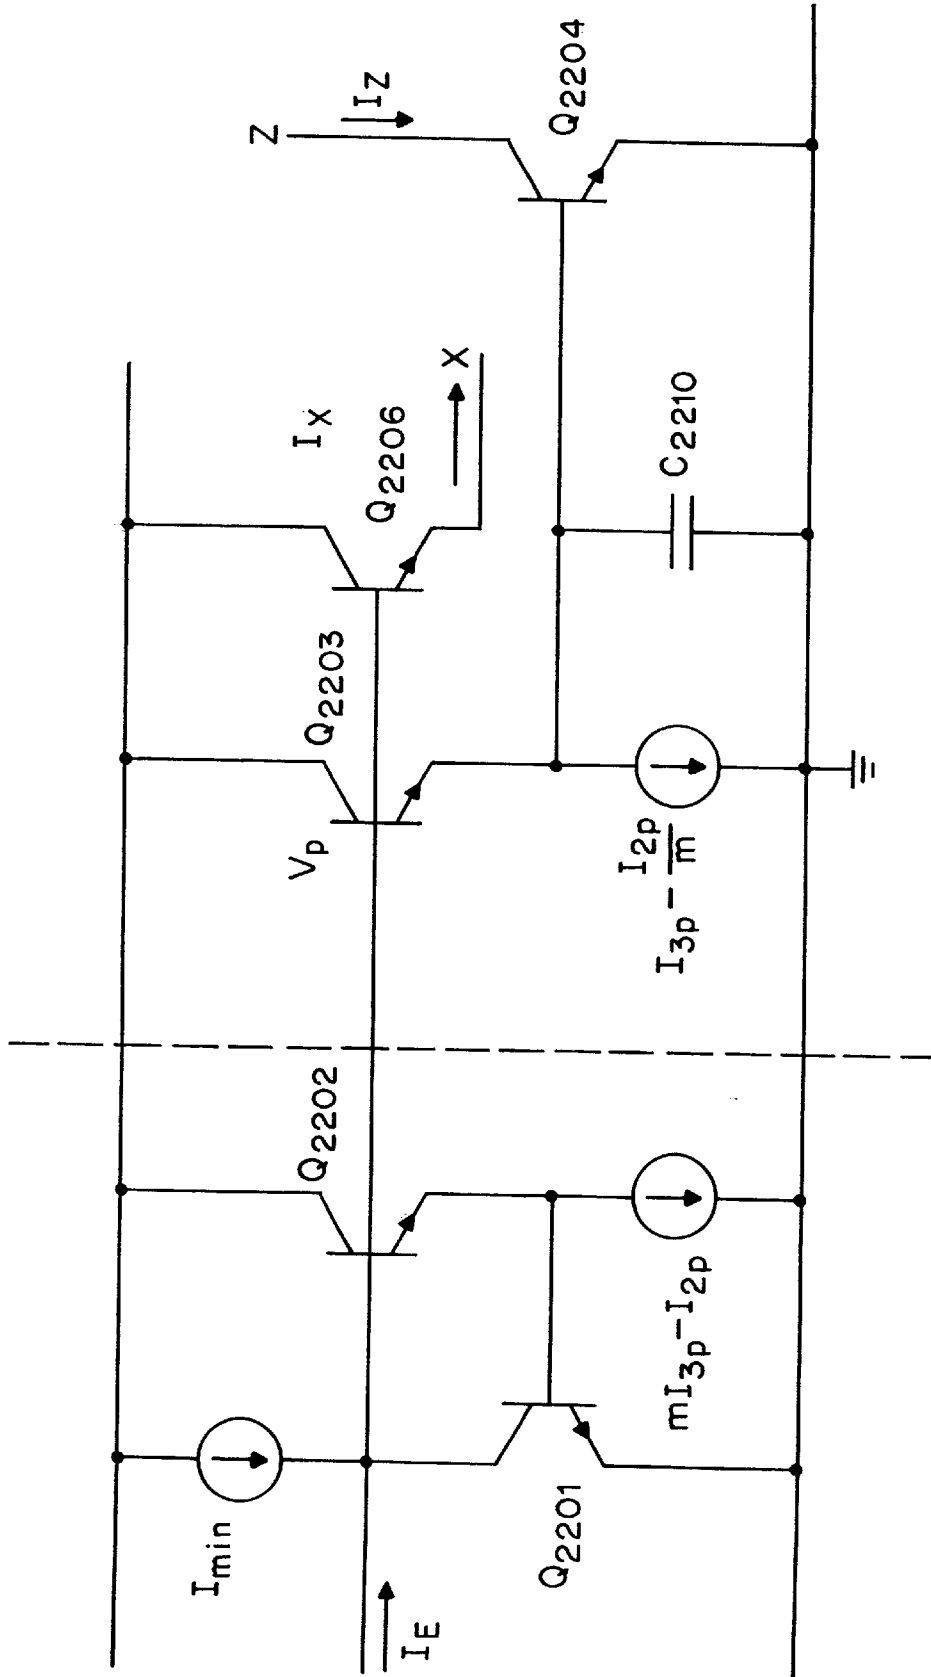 I_E
I_min
Q2201
mI_3p-I_2p
Q2202
V_p
Q2203
I_3p - I_2p/m
Q2206
I_X
X
C2210
Z
I_Z
Q2204